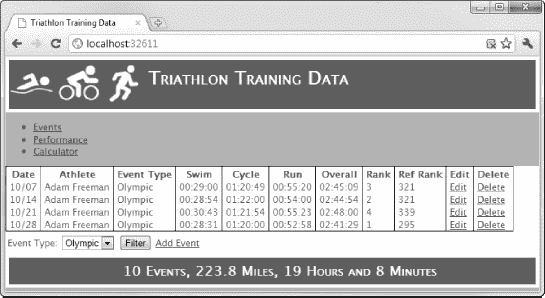 Triathlon Training Data
localhost:32611
Triathlon Training Data
Events
Performance
Calculator
Date Athlete Event Type Swim Cycle Run Overall Rank Ref Rank Edit Delete
10/07 Adam Freeman Olympic 00:29:00 01:20:49 00:55:20 02:45:09 3 321 Edit Delete
10/14 Adam Freeman Olympic 00:28:54 01:22:00 00:54:00 02:44:54 2 321 Edit Delete
10/21 Adam Freeman Olympic 00:30:43 01:21:54 00:55:23 02:48:00 4 339 Edit Delete
10/28 Adam Freeman Olympic 00:28:31 01:20:00 00:52:58 02:41:29 1 295 Edit Delete
Event Type: Olympic Filter Add Event
10 Events, 223.8 Miles, 19 Hours and 8 Minutes